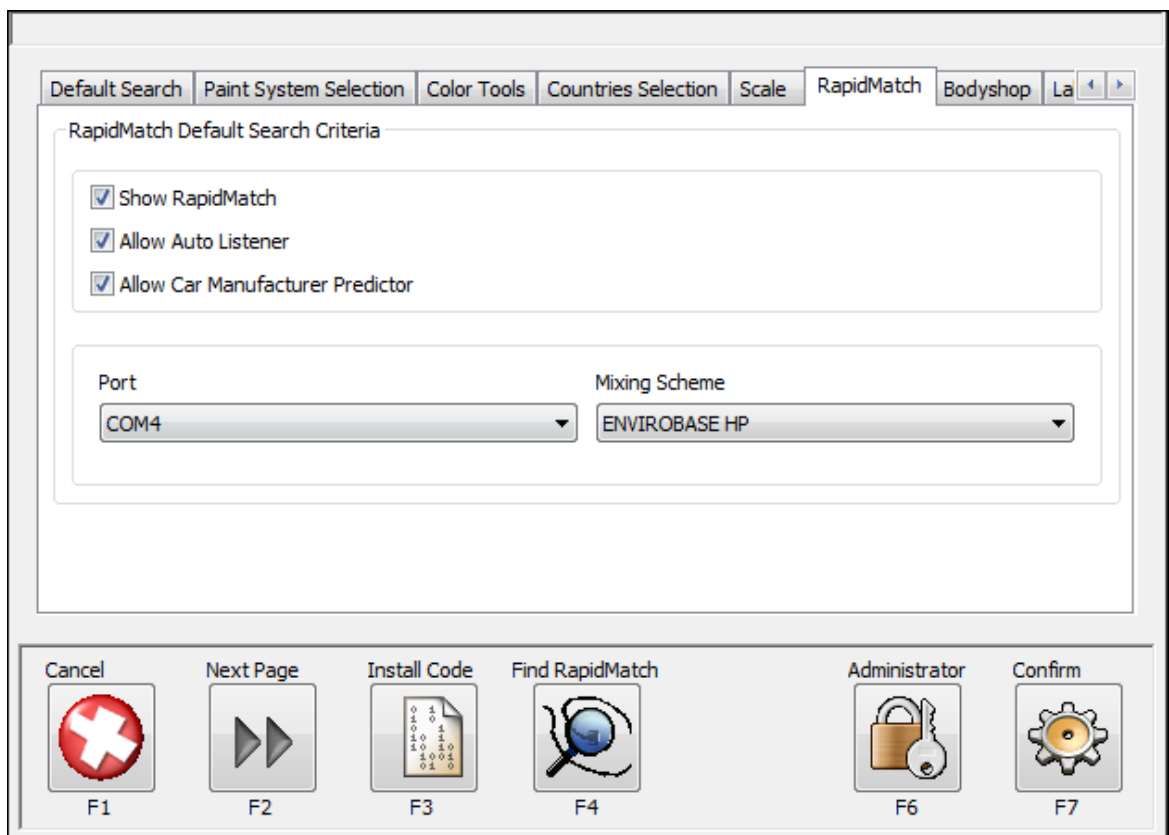 Default Search Paint System Selection Color Tools Countries Selection Scale RapidMatch Bodyshop La
RapidMatch Default Search Criteria
Show RapidMatch
Allow Auto Listener
Allow Car Manufacturer Predictor
Port Mixing Scheme
COM4 ENVIROBASE HP
Cancel Next Page Install Code Find RapidMatch Administrator Confirm
F1 F2 F3 F4 F6 F7